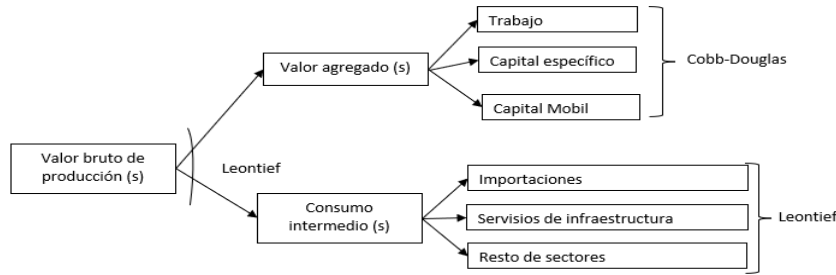 Trabajo
Valor agregado (s)
Capital específico
Cobb-Douglas
Capital Mobil
Valor bruto de
producción (s)
Leontief
Consumo
intermedio (s)
Importaciones
Servisios de infraestructura
Leontief
Resto de sectores